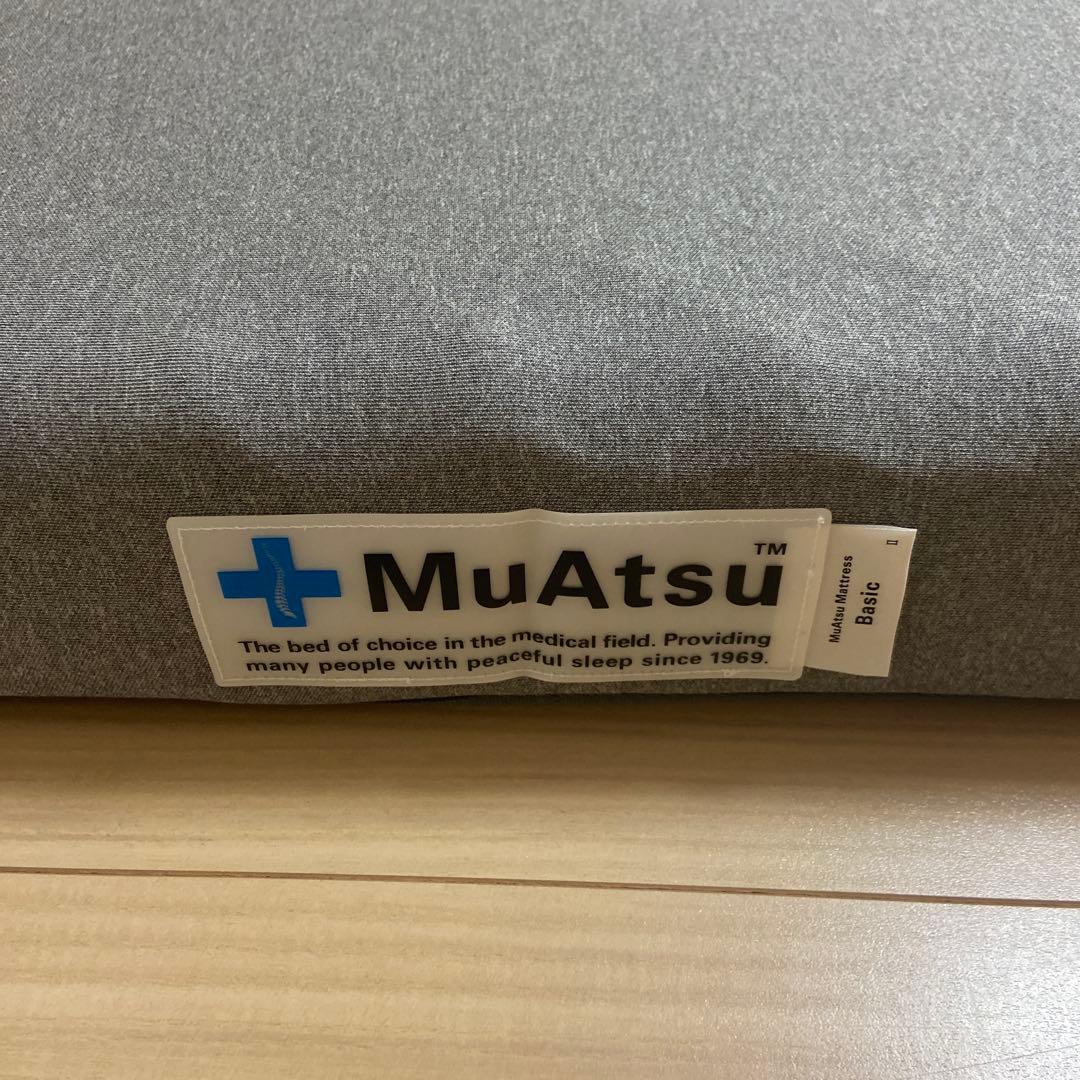 MuAtsu™
The bed of choice in the medical field. Providing
many people with peaceful sleep since 1969.
MuAtsu Mattress
Basic
II